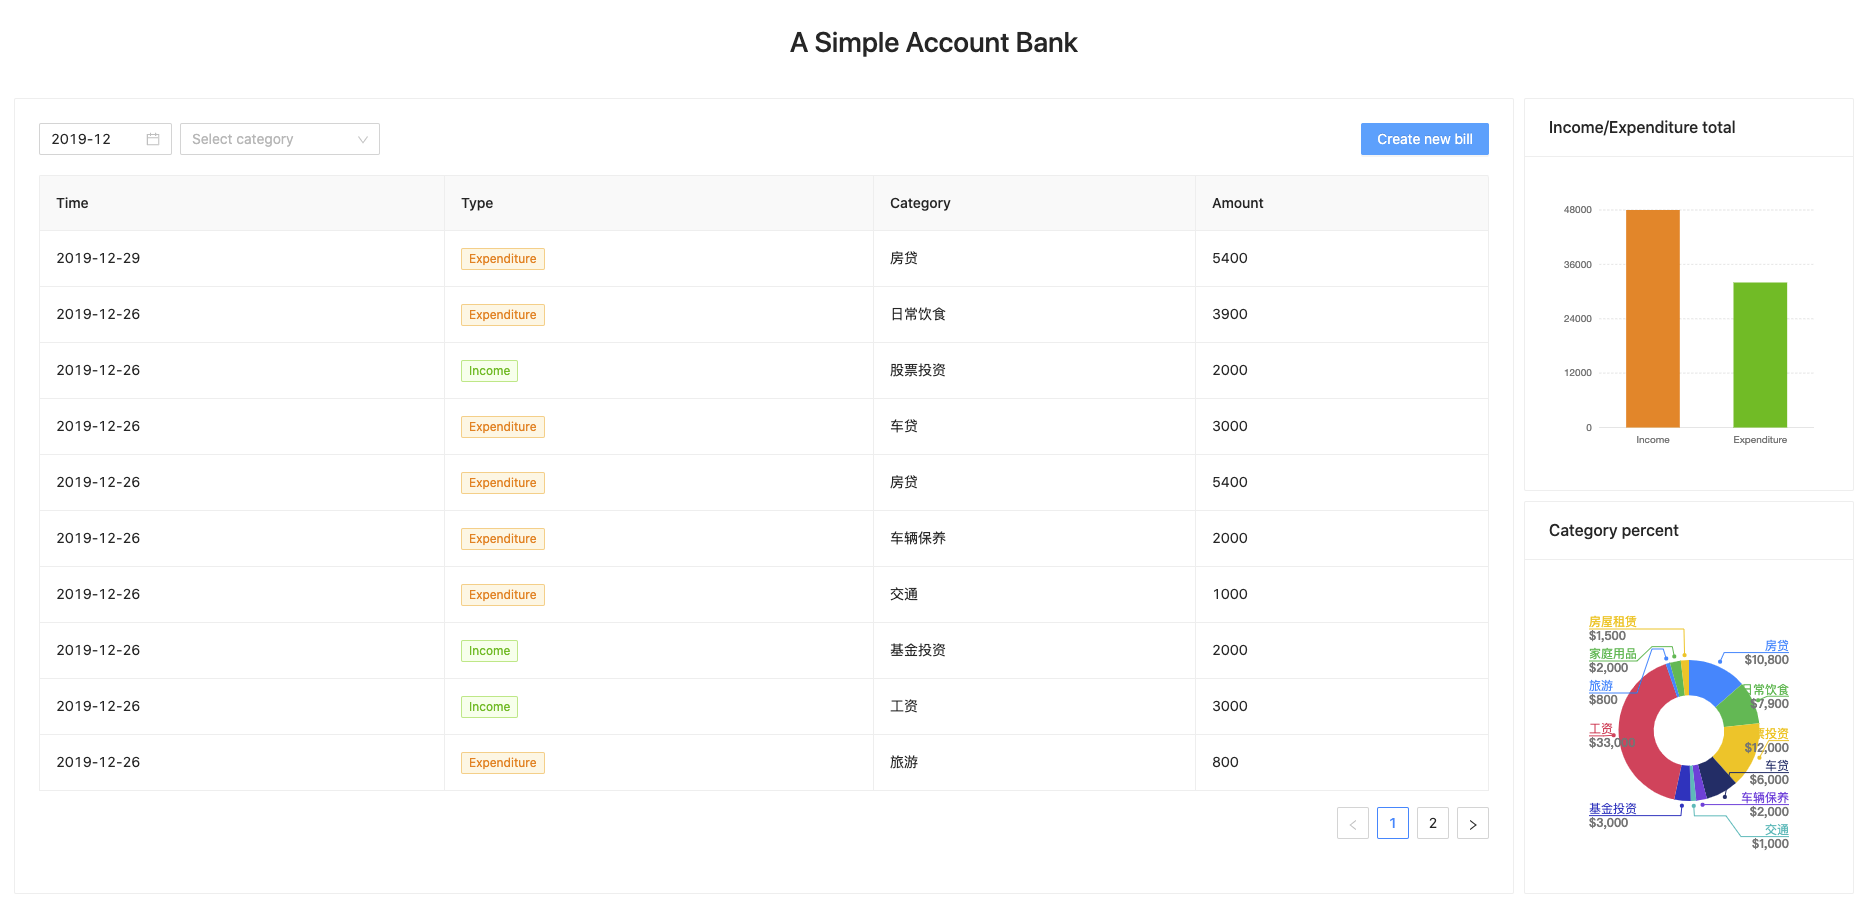 A Simple Account Bank
2019-12 Select category Create new bill
Time Type Category Amount
2019-12-29 Expenditure 房贷 5400
2019-12-26 Expenditure 日常饮食 3900
2019-12-26 Income 股票投资 2000
2019-12-26 Expenditure 车贷 3000
2019-12-26 Expenditure 房贷 5400
2019-12-26 Expenditure 车辆保养 2000
2019-12-26 Expenditure 交通 1000
2019-12-26 Income 基金投资 2000
2019-12-26 Income 工资 3000
2019-12-26 Expenditure 旅游 800
< 1 2 >
Income/Expenditure total
48000
36000
24000
12000
0
Income Expenditure
Category percent
房屋租赁
$1,500
家庭用品
$2,000
旅游
$800
工资
$33,000
基金投资
$3,000
房贷
$10,800
日常饮食
$7,900
票投资
$12,000
车贷
$6,000
车辆保养
$2,000
交通
$1,000